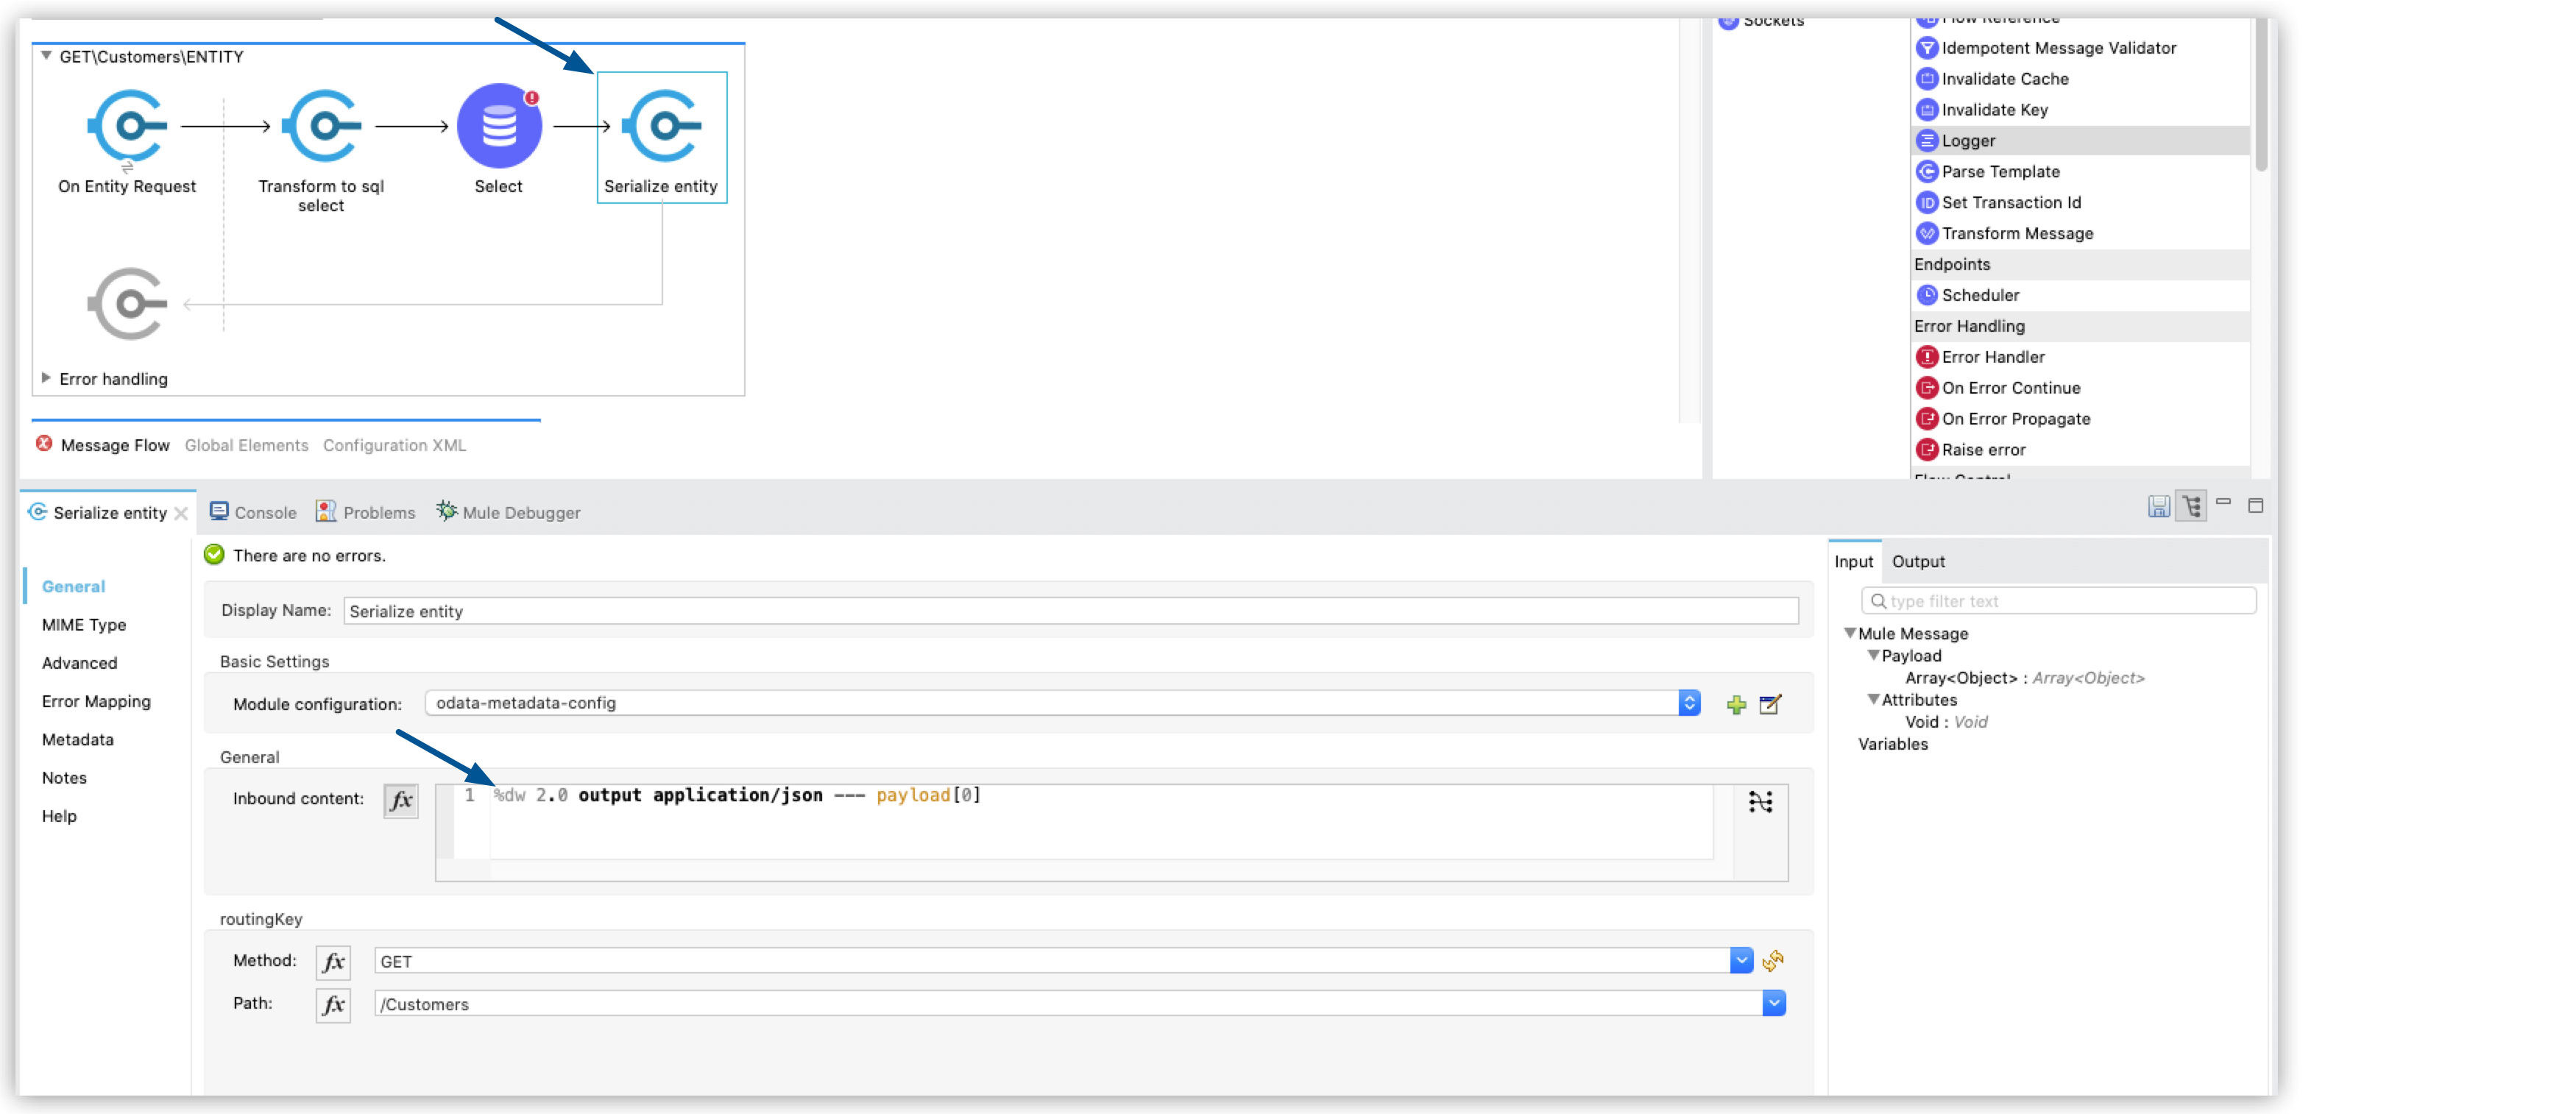 GET\Customers\ENTITY
On Entity Request
Transform to sql
select
Select
Serialize entity
Error handling
Message Flow Global Elements Configuration XML
Sockets
Flow Reference
Idempotent Message Validator
Invalidate Cache
Invalidate Key
Logger
Parse Template
Set Transaction Id
Transform Message
Endpoints
Scheduler
Error Handling
Error Handler
On Error Continue
On Error Propagate
Raise error
Flow Control
Serialize entity Console Problems Mule Debugger
General
MIME Type
Advanced
Error Mapping
Metadata
Notes
Help
There are no errors.
Display Name: Serialize entity
Basic Settings
Module configuration: odata-metadata-config
General
Inbound content: fx 1 %dw 2.0 output application/json --- payload[0]
routingKey
Method: fx GET
Path: fx /Customers
Input Output
type filter text
Mule Message
Payload
Array<Object> : Array<Object>
Attributes
Void : Void
Variables